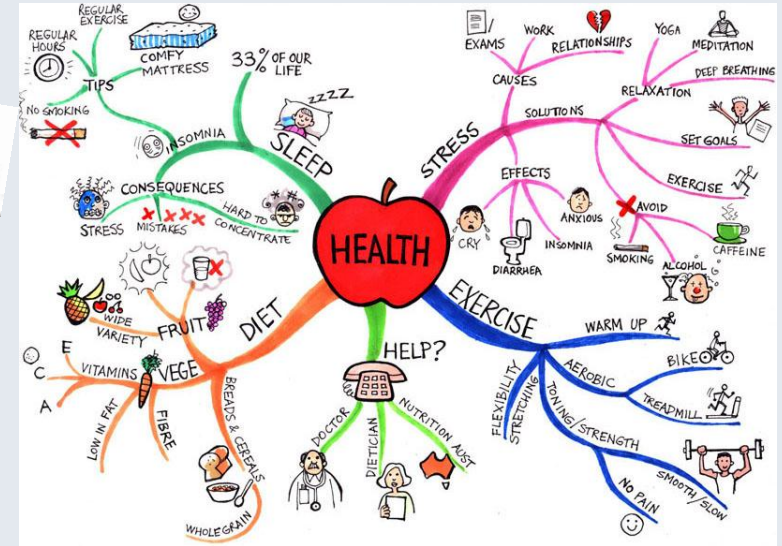 HEALTH
SLEEP
33% OF OUR
LIFE
zzzz
INSOMNIA
TIPS
REGULAR
HOURS
REGULAR
EXERCISE
COMFY
MATTRESS
NO SMOKING
CONSEQUENCES
STRESS
MISTAKES
HARD TO
CONCENTRATE
STRESS
CAUSES
EXAMS
WORK
RELATIONSHIPS
SOLUTIONS
RELAXATION
YOGA
MEDITATION
DEEP BREATHING
SET GOALS
EXERCISE
AVOID
SMOKING
ALCOHOL
CAFFEINE
EFFECTS
CRY
DIARRHEA
INSOMNIA
ANXIOUS
EXERCISE
WARM UP
AEROBIC
BIKE
TREADMILL
TONING/STRENGTH
SMOOTH/SLOW
NO PAIN
FLEXIBILITY
STRETCHING
HELP?
DOCTOR
DIETICIAN
NUTRITION AUST
DIET
FRUIT
WIDE
VARIETY
VEGE
VITAMINS
E
C
A
LOW IN FAT
FIBRE
BREADS & CEREALS
WHOLEGRAIN